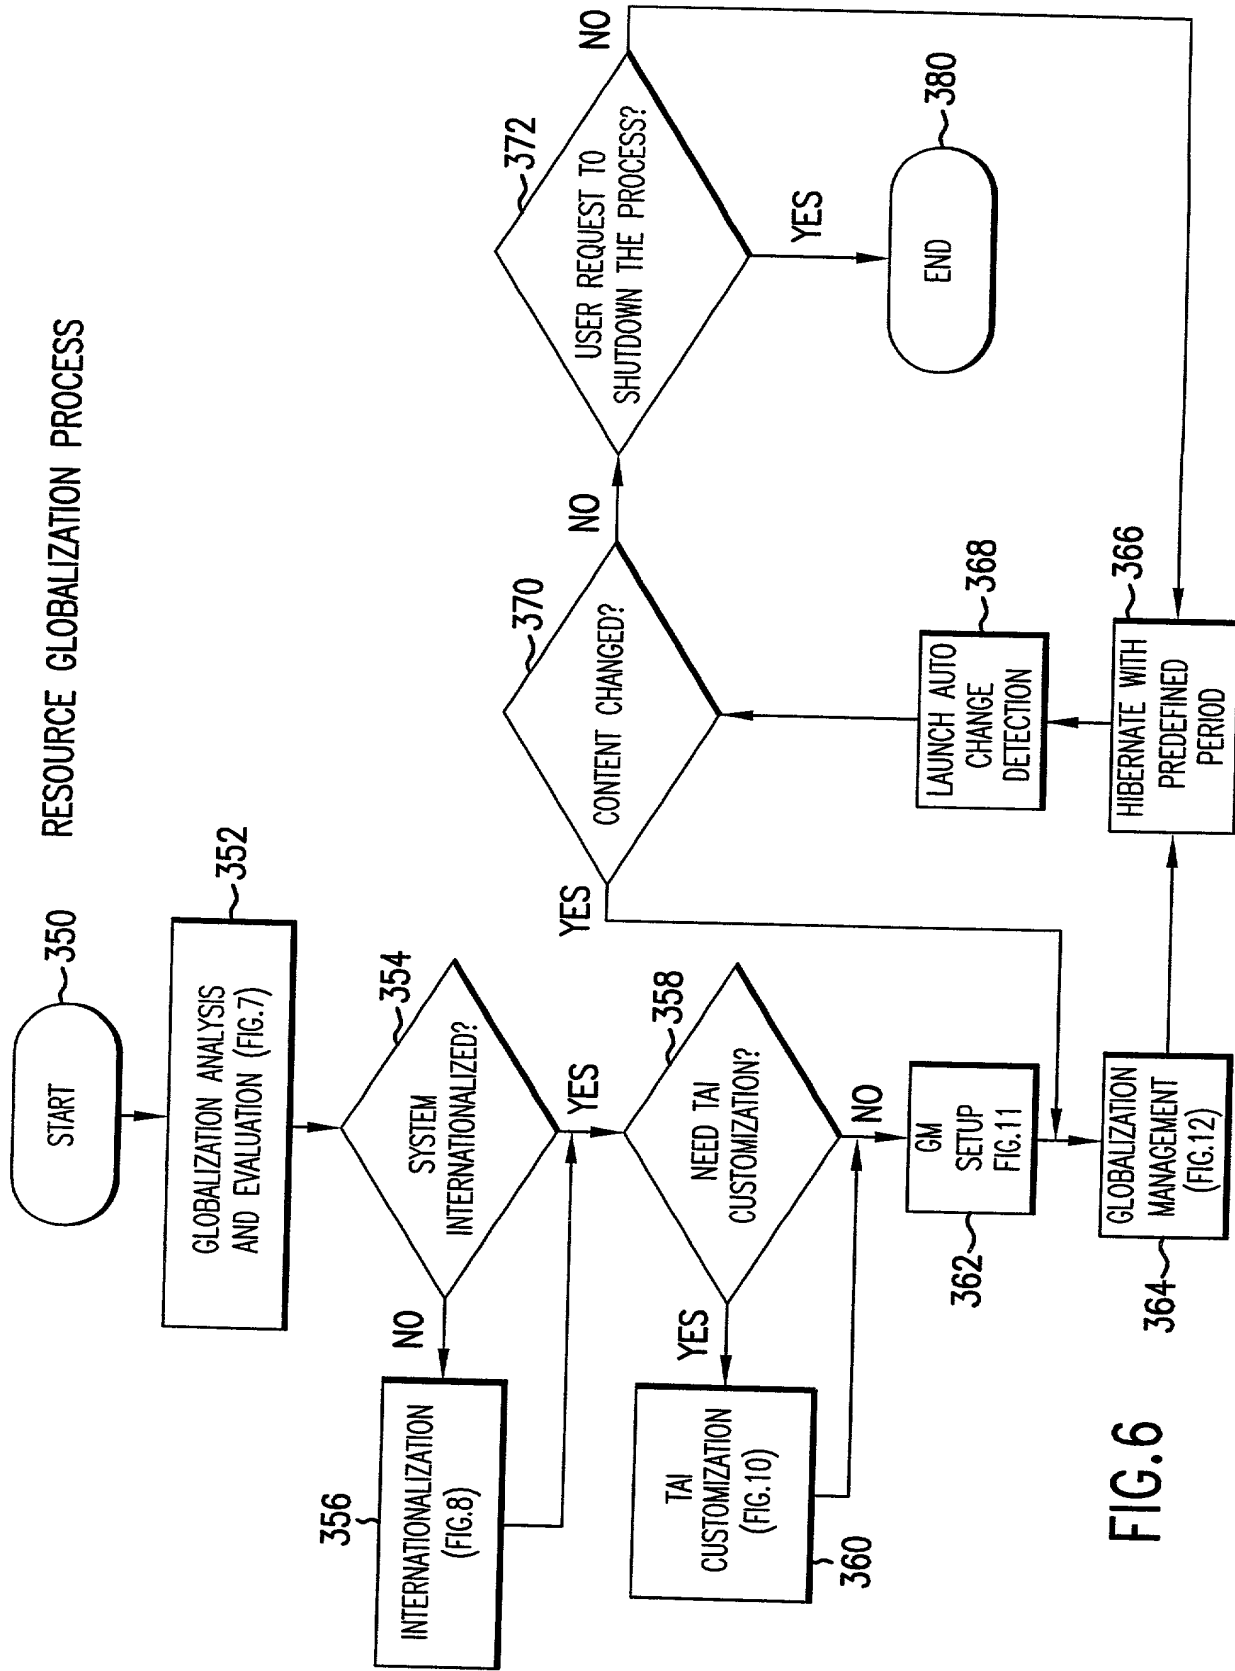 RESOURCE GLOBALIZATION PROCESS
START
350
GLOBALIZATION ANALYSIS
AND EVALUATION (FIG.7)
352
SYSTEM
INTERNATIONALIZED?
354
NO
YES
INTERNATIONALIZATION
(FIG.8)
356
NEED TAI
CUSTOMIZATION?
358
YES
NO
TAI
CUSTOMIZATION
(FIG.10)
360
GM
SETUP
FIG.11
362
GLOBALIZATION
MANAGEMENT
(FIG.12)
364
HIBERNATE WITH
PREDEFINED
PERIOD
366
LAUNCH AUTO
CHANGE
DETECTION
368
CONTENT CHANGED?
370
YES
NO
USER REQUEST TO
SHUTDOWN THE PROCESS?
372
NO
YES
END
380
FIG.6